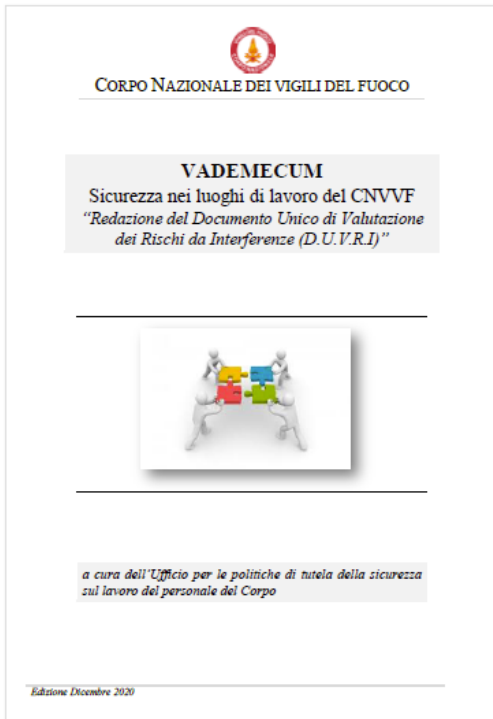 CORPO NAZIONALE DEI VIGILI DEL FUOCO
VADEMECUM
Sicurezza nei luoghi di lavoro del CNVVF
“Redazione del Documento Unico di Valutazione
dei Rischi da Interferenze (D.U.V.R.I)”
a cura dell’Ufficio per le politiche di tutela della sicurezza
sul lavoro del personale del Corpo
Edizione Dicembre 2020